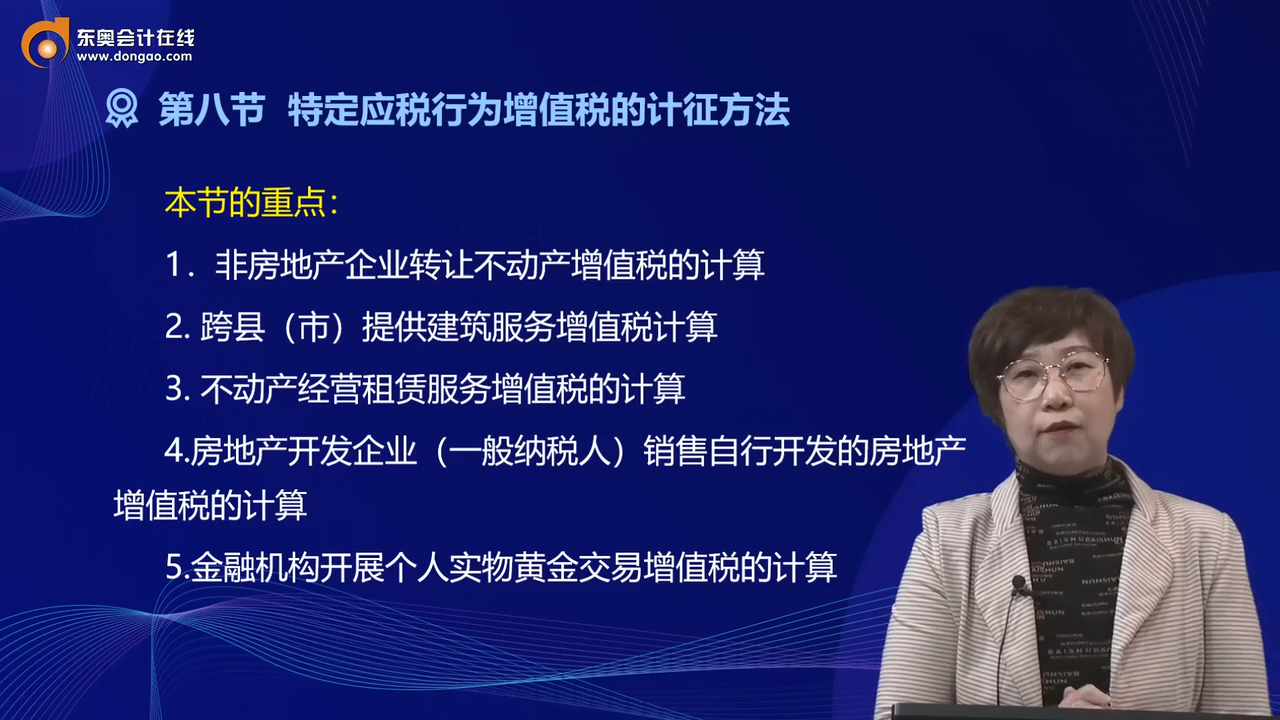 东奥会计在线
www.dongao.com
第八节 特定应税行为增值税的计征方法
本节的重点：
1．非房地产企业转让不动产增值税的计算
2. 跨县（市）提供建筑服务增值税计算
3. 不动产经营租赁服务增值税的计算
4.房地产开发企业（一般纳税人）销售自行开发的房地产
增值税的计算
5.金融机构开展个人实物黄金交易增值税的计算
BAISHUBAISHUN
BAISHUN